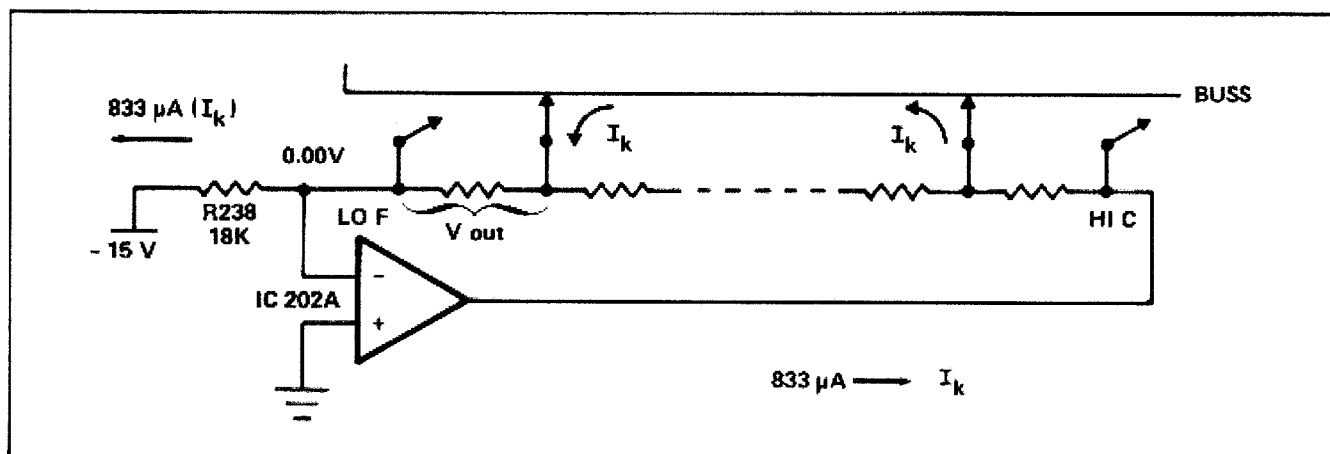 BUSS
833 μA (Ik)
Ik
Ik
0.00V
R238
18K
LO F
V out
HI C
- 15 V
IC 202A
-
+
833 μA → Ik